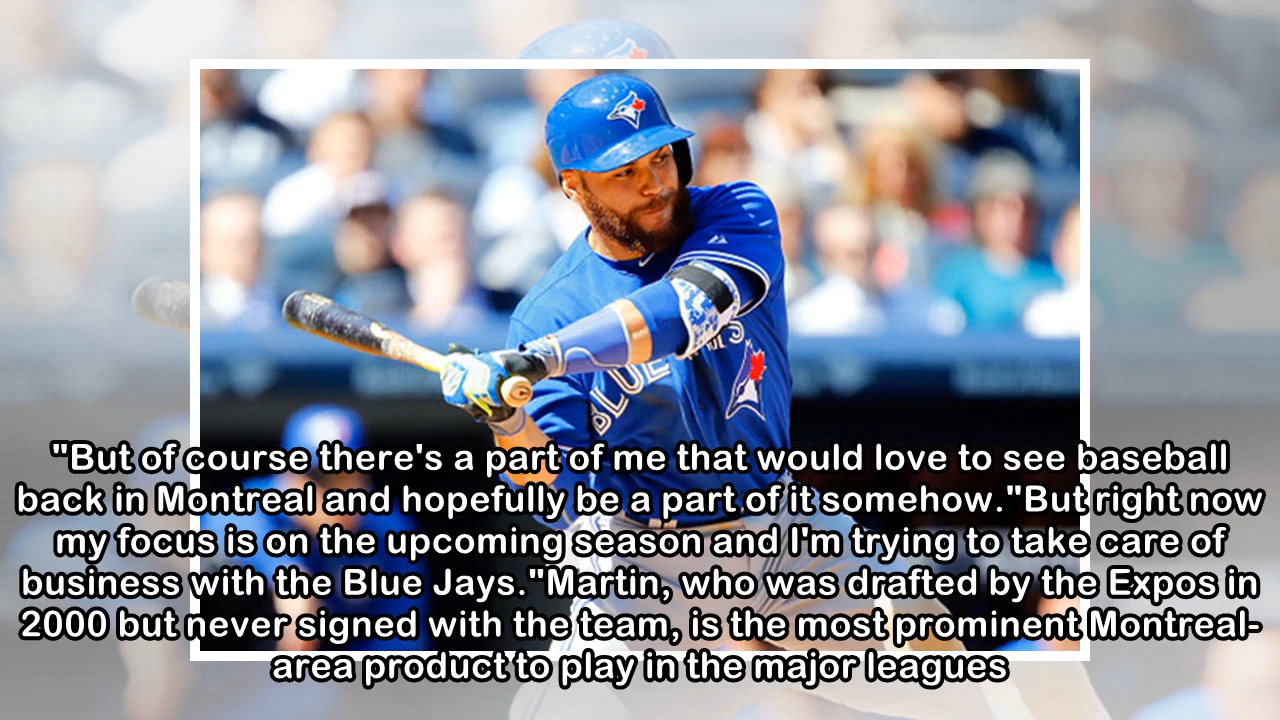 "But of course there's a part of me that would love to see baseball
back in Montreal and hopefully be a part of it somehow."But right now
my focus is on the upcoming season and I'm trying to take care of
business with the Blue Jays."Martin, who was drafted by the Expos in
2000 but never signed with the team, is the most prominent Montreal-
area product to play in the major leagues
BLUE